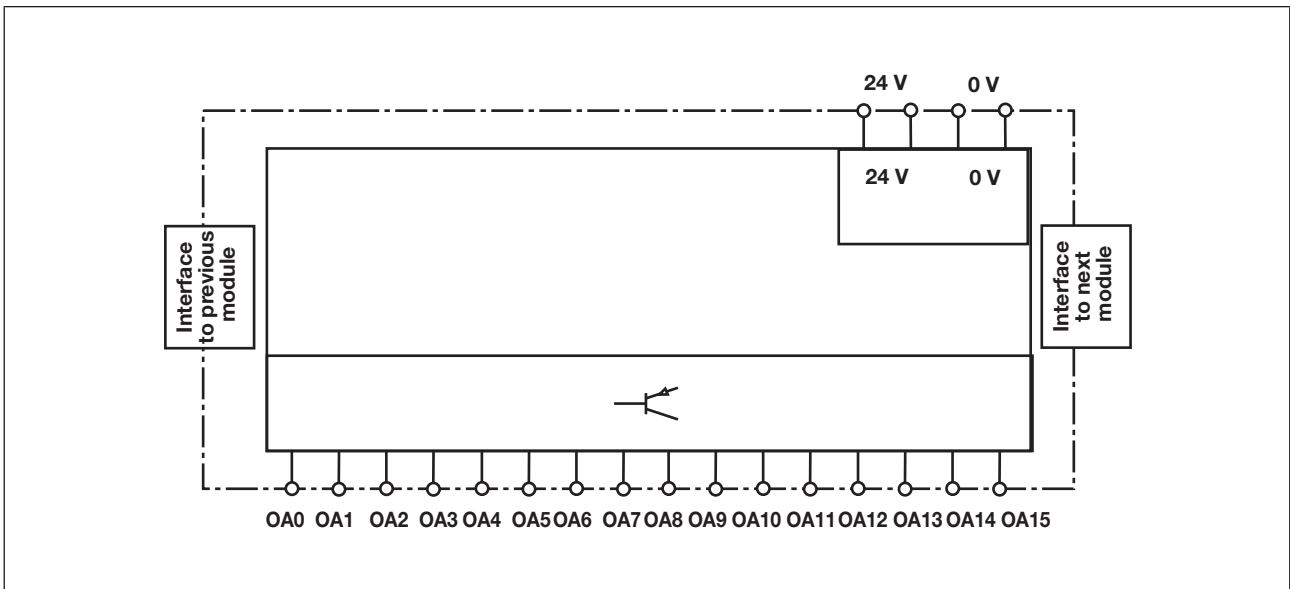 24 V 0 V
24 V 0 V
Interface
to previous
module
Interface
to next
module
OA0 OA1 OA2 OA3 OA4 OA5 OA6 OA7 OA8 OA9 OA10 OA11 OA12 OA13 OA14 OA15